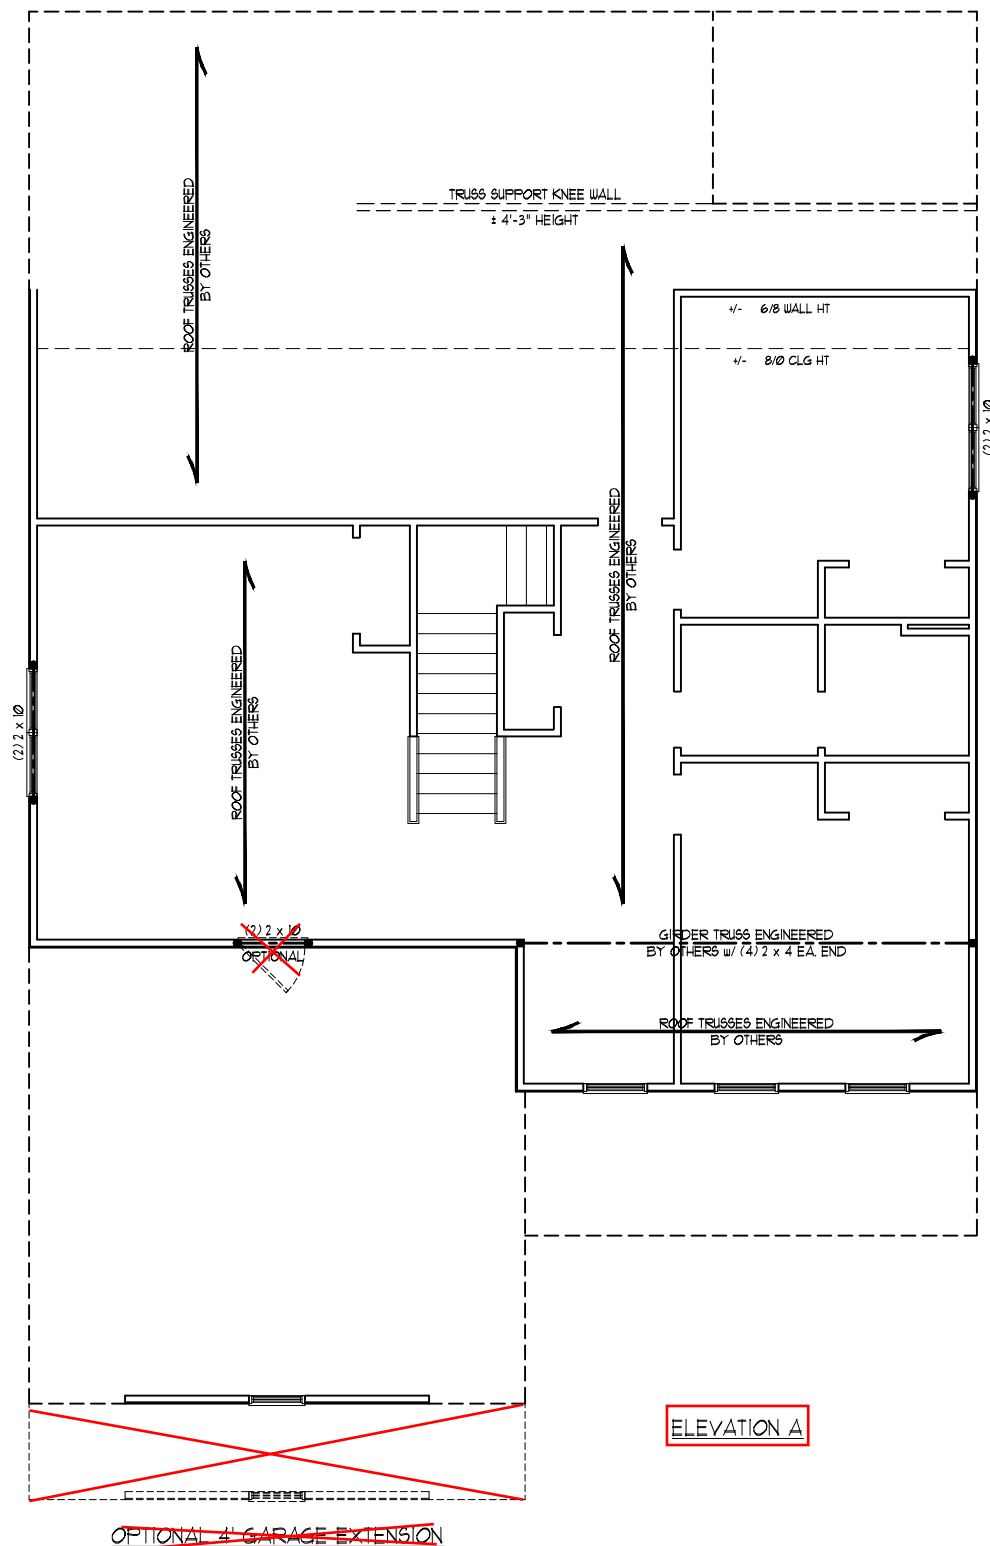 TRUSS SUPPORT KNEE WALL
± 4'-3" HEIGHT
ROOF TRUSSES ENGINEERED
BY OTHERS
+/- 6/8 WALL HT
+/- 8/0 CLG HT
(2) 2 x 10
ROOF TRUSSES ENGINEERED
BY OTHERS
ROOF TRUSSES ENGINEERED
BY OTHERS
(2) 2 x 10
(2) 2 x 10
OPTIONAL
GIRDER TRUSS ENGINEERED
BY OTHERS w/ (4) 2 x 4 EA. END
ROOF TRUSSES ENGINEERED
BY OTHERS
ELEVATION A
OPTIONAL 4' GARAGE EXTENSION